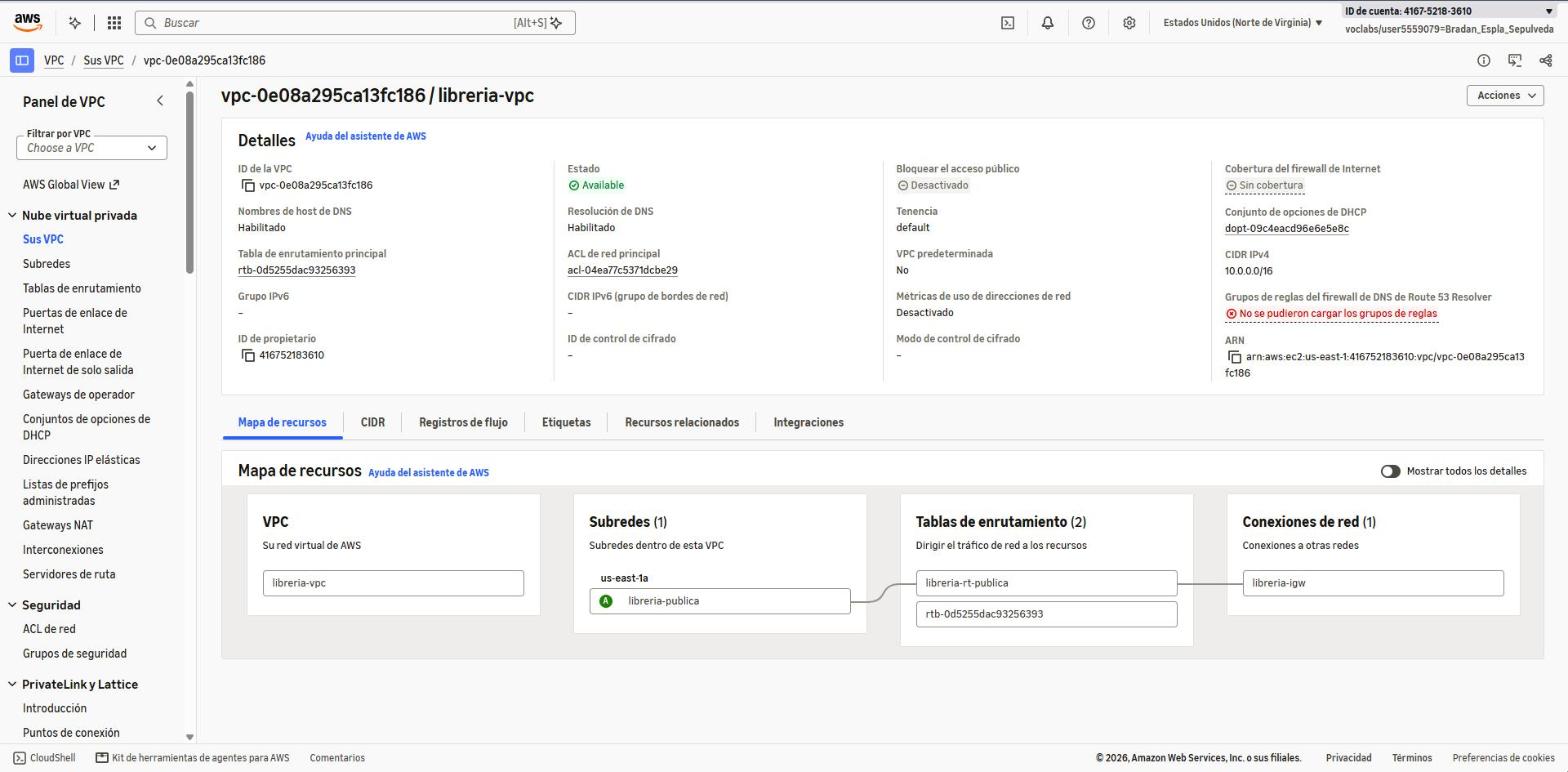 aws
Buscar
[Alt+S]
Estados Unidos (Norte de Virginia)
ID de cuenta: 4167-5218-3610
voclabs/user5559079=Bradan_Espla_Sepulveda
VPC / Sus VPC / vpc-0e08a295ca13fc186
Panel de VPC
Filtrar por VPC
Choose a VPC
AWS Global View
Nube virtual privada
Sus VPC
Subredes
Tablas de enrutamiento
Puertas de enlace de
Internet
Puerta de enlace de
Internet de solo salida
Gateways de operador
Conjuntos de opciones de
DHCP
Direcciones IP elásticas
Listas de prefijos
administradas
Gateways NAT
Interconexiones
Servidores de ruta
Seguridad
ACL de red
Grupos de seguridad
PrivateLink y Lattice
Introducción
Puntos de conexión
vpc-0e08a295ca13fc186 / libreria-vpc
Acciones
Detalles
Ayuda del asistente de AWS
ID de la VPC
vpc-0e08a295ca13fc186
Estado
Available
Bloquear el acceso público
Desactivado
Cobertura del firewall de Internet
Sin cobertura
Nombres de host de DNS
Habilitado
Resolución de DNS
Habilitado
Tenencia
default
Conjunto de opciones de DHCP
dopt-09c4eacd96e6e5e8c
Tabla de enrutamiento principal
rtb-0d5255dac93256393
ACL de red principal
acl-04ea77c5371dcbe29
VPC predeterminada
No
CIDR IPv4
10.0.0.0/16
Grupo IPv6
–
CIDR IPv6 (grupo de bordes de red)
–
Métricas de uso de direcciones de red
Desactivado
Grupos de reglas del firewall de DNS de Route 53 Resolver
No se pudieron cargar los grupos de reglas
ID de propietario
416752183610
ID de control de cifrado
–
Modo de control de cifrado
–
ARN
arn:aws:ec2:us-east-1:416752183610:vpc/vpc-0e08a295ca13
fc186
Mapa de recursos
CIDR
Registros de flujo
Etiquetas
Recursos relacionados
Integraciones
Mapa de recursos
Ayuda del asistente de AWS
Mostrar todos los detalles
VPC
Su red virtual de AWS
libreria-vpc
Subredes (1)
Subredes dentro de esta VPC
us-east-1a
A libreria-publica
Tablas de enrutamiento (2)
Dirigir el tráfico de red a los recursos
libreria-rt-publica
rtb-0d5255dac93256393
Conexiones de red (1)
Conexiones a otras redes
libreria-igw
CloudShell
Kit de herramientas de agentes para AWS
Comentarios
© 2026, Amazon Web Services, Inc. o sus filiales.
Privacidad
Términos
Preferencias de cookies